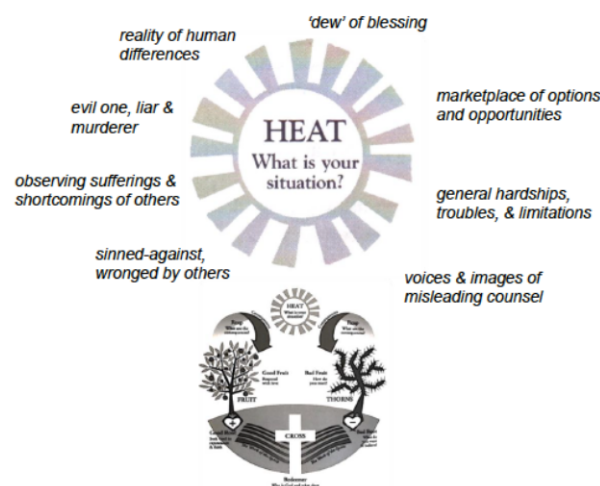 'dew' of blessing
reality of human
differences
marketplace of options
and opportunities
evil one, liar &
murderer
HEAT
What is your
situation?
observing sufferings &
shortcomings of others
general hardships,
troubles, & limitations
sinned-against,
wronged by others
voices & images of
misleading counsel
HEAT
What is your
situation?
Good Fruit
Bad Fruit
FRUIT
THORNS
CROSS
Redeemer